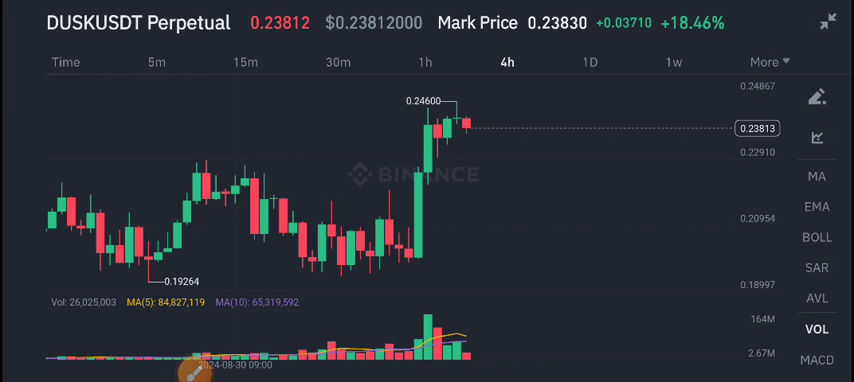 DUSKUSDT Perpetual 0.23812 $0.23812000 Mark Price 0.23830 +0.03710 +18.46%
Time 5m 15m 30m 1h 4h 1D 1w More
0.24867
0.24600
0.23813
0.22910
BINANCE
0.20954
0.19264
0.18997
Vol: 26,025,003 MA(5): 84,827,119 MA(10): 65,319,592
164M
2.67M
2024-08-30 09:00
MA
EMA
BOLL
SAR
AVL
VOL
MACD